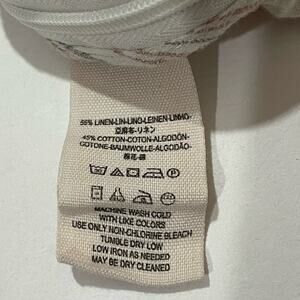 55% LINEN-LIN-LINO-LEINEN-LINHO-
亞麻布-リネン
45% COTTON-COTON-ALGODÓN-
COTONE-BAUMWOLLE-ALGODÃO-
棉花-綿
MACHINE WASH COLD
WITH LIKE COLORS
USE ONLY NON-CHLORINE BLEACH
TUMBLE DRY LOW
LOW IRON AS NEEDED
MAY BE DRY CLEANED